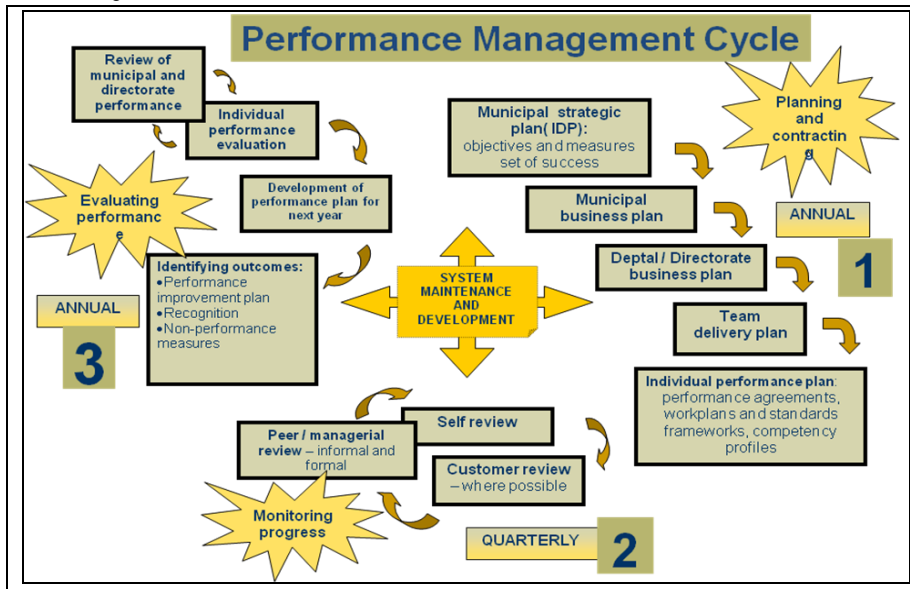 Performance Management Cycle
Review of
municipal and
directorate
performance
Individual
performance
evaluation
Development of
performance plan for
next year
Evaluating
performanc
e
Identifying outcomes:
•Performance
improvement plan
•Recognition
•Non-performance
measures
ANNUAL
3
Municipal strategic
plan( IDP):
objectives and measures
set of success
Planning
and
contractin
g
Municipal
business plan
ANNUAL
1
Deptal / Directorate
business plan
Team
delivery plan
Individual performance plan:
performance agreements,
workplans and standards
frameworks, competency
profiles
SYSTEM
MAINTENANCE
AND
DEVELOPMENT
Self review
Peer / managerial
review – informal and
formal
Customer review
– where possible
Monitoring
progress
QUARTERLY
2